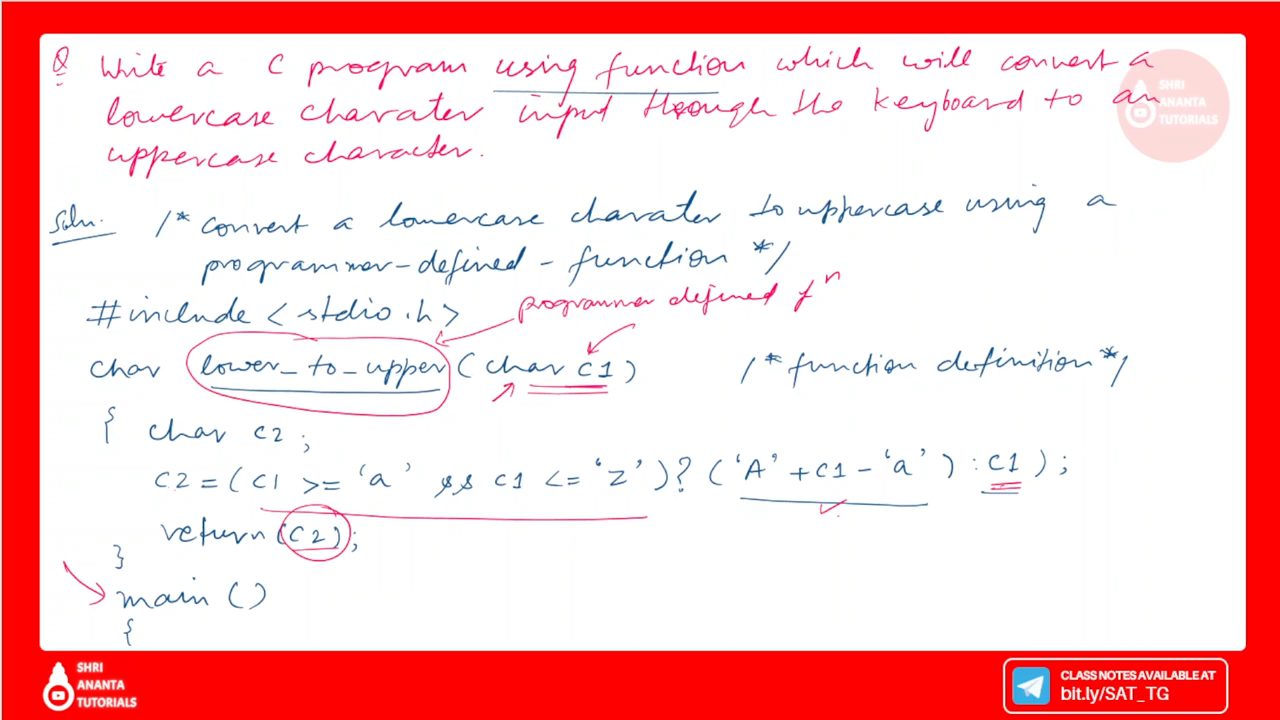 Q Write a C program using function which will convert a
lowercase charater input through the keyboard to an
uppercase character.
SHRI
ANANTA
TUTORIALS
Soln. /* convert a lowercase charater to uppercase using a
programmer-defined-function */
programmer defined fn
#include < stdio.h>
char lower_to_upper (char c1) /* function definition */
{ char c2 ;
c2 = ( c1 >= 'a' && c1 <= 'z' )? ('A' + c1 - 'a' ) : c1 ) ;
return (c2) ;
}
main ()
{
SHRI
ANANTA
TUTORIALS
CLASS NOTES AVAILABLE AT
bit.ly/SAT_TG